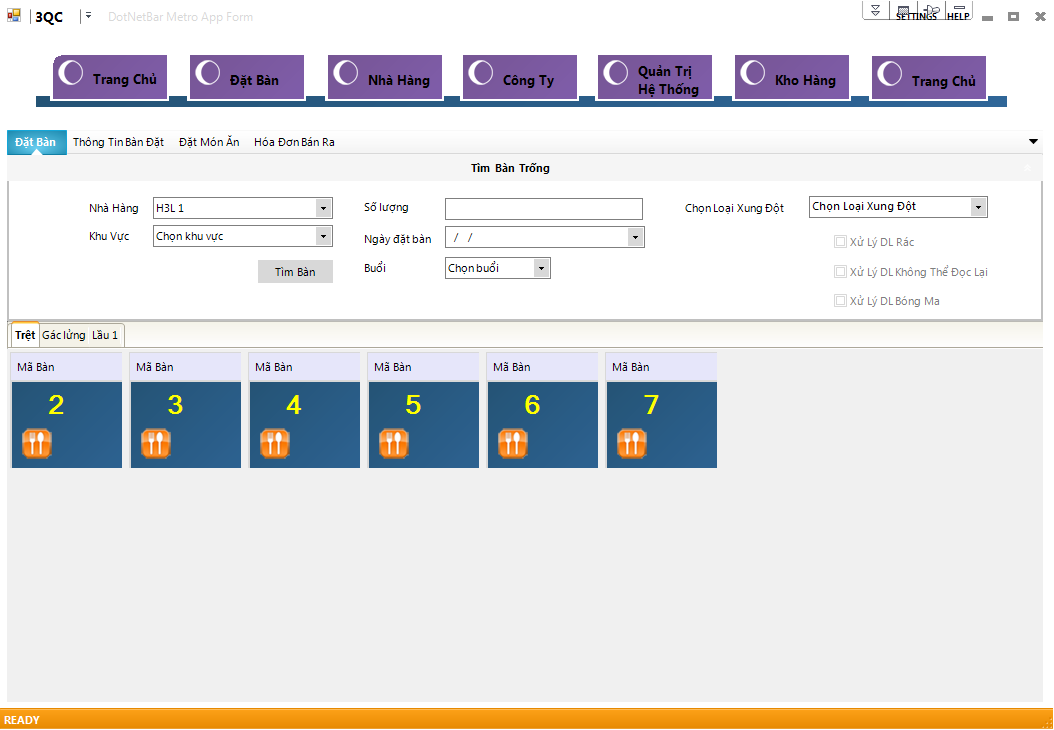 3QC
DotNetBar Metro App Form
SETTINGS
HELP
Trang Chủ
Đặt Bàn
Nhà Hàng
Công Ty
Quản Trị
Hệ Thống
Kho Hàng
Trang Chủ
Đặt Bàn
Thông Tin Bàn Đặt
Đặt Món Ăn
Hóa Đơn Bán Ra
Tìm Bàn Trống
Nhà Hàng
H3L 1
Số lượng
Chọn Loại Xung Đột
Chọn Loại Xung Đột
Khu Vực
Chọn khu vực
Ngày đặt bàn
/ /
Xử Lý DL Rác
Tìm Bàn
Buổi
Chọn buổi
Xử Lý DL Không Thể Đọc Lại
Xử Lý DL Bóng Ma
Trệt
Gác lửng
Lầu 1
Mã Bàn
Mã Bàn
Mã Bàn
Mã Bàn
Mã Bàn
Mã Bàn
2
3
4
5
6
7
READY